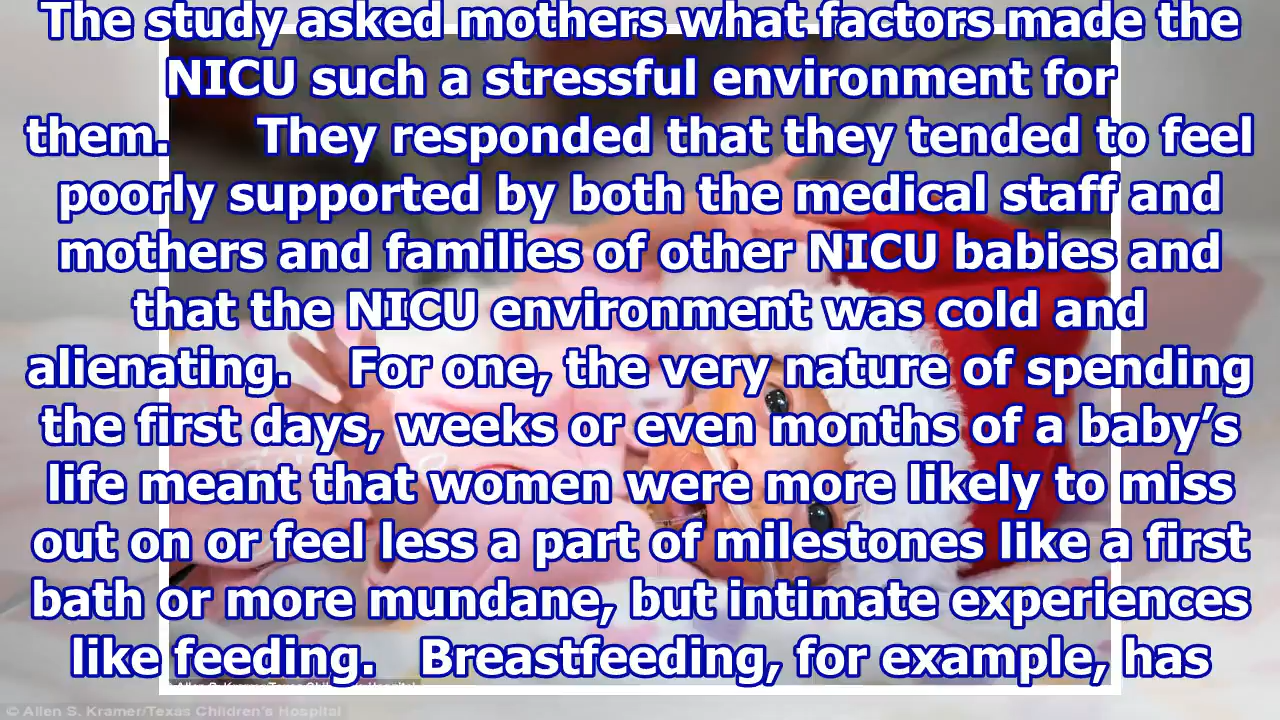 The study asked mothers what factors made the
NICU such a stressful environment for
them. They responded that they tended to feel
poorly supported by both the medical staff and
mothers and families of other NICU babies and
that the NICU environment was cold and
alienating. For one, the very nature of spending
the first days, weeks or even months of a baby’s
life meant that women were more likely to miss
out on or feel less a part of milestones like a first
bath or more mundane, but intimate experiences
like feeding. Breastfeeding, for example, has
© Allen S. Kramer/Texas Children's Hospital